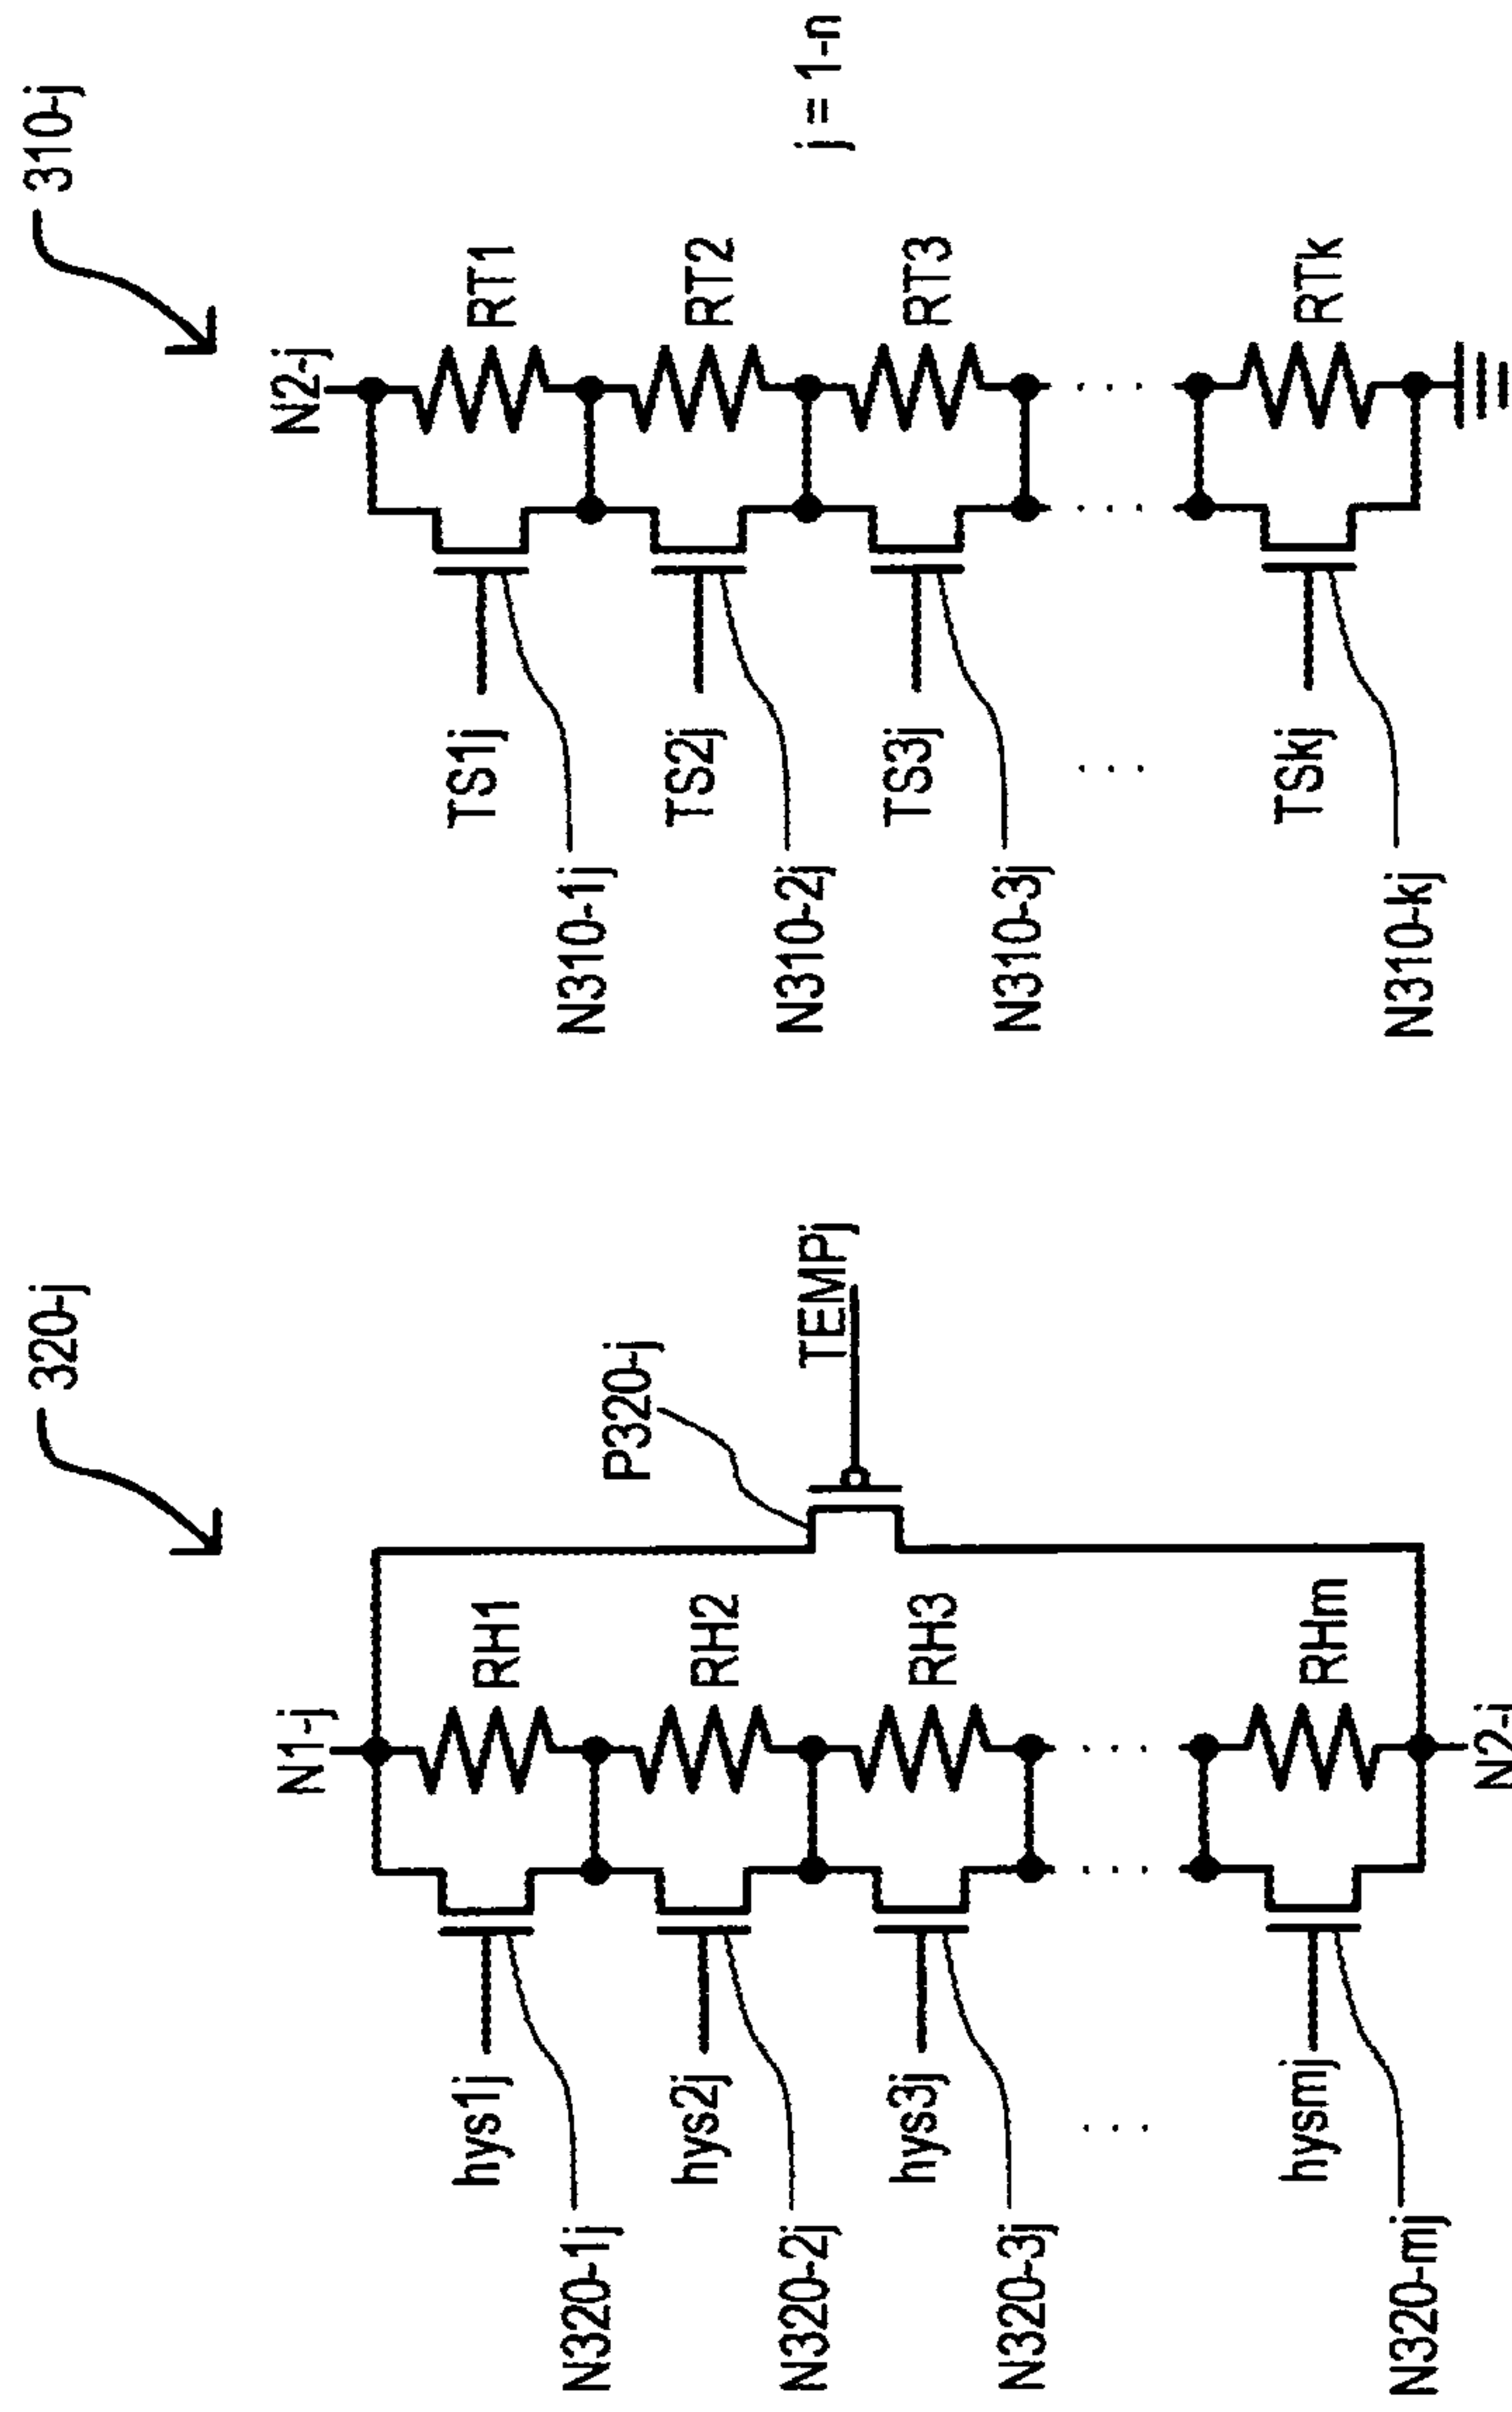 320-j
N1-j
hys1j
RH1
N320-1j
hys2j
RH2
P320-j
N320-2j
hys3j
RH3
TEMPj
N320-3j
. . .
. . .
. . .
hysmj
RHm
N320-mj
N2-j
310-j
N2-j
TS1j
RT1
N310-1j
TS2j
RT2
N310-2j
TS3j
RT3
j = 1-n
N310-3j
. . .
. . .
. . .
TSkj
RTk
N310-kj